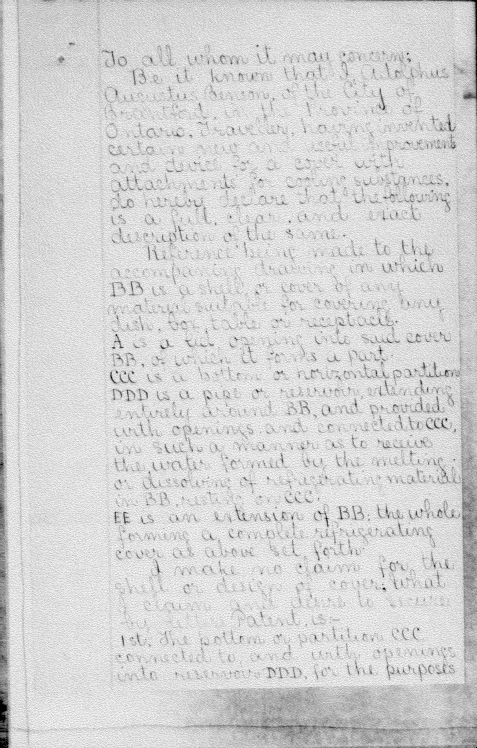 To all whom it may concern;
Be it known that I, Adolphus
Augustus Benson, of the City of
Brantford, in the Province of
Ontario, Traveller, having invented
certain new and useful Improvement
and device for a cover with
attachments for cooling substances,
do hereby declare that the following
is a full, clear, and exact
description of the same.
Reference being made to the
accompaning drawing in which
BB is a shell, or cover of any
material suitable for covering any
dish, box, table or receptacle.
A is a lid opening into said cover
BB, of which it forms a part.
CCC is a bottom or horizontal partition
DDD is a pipe or reservoir, extending
entirely around BB, and provided
with openings and connected to CCC,
in such a manner as to receive
the water formed by the melting
or dissolving of refrigerating material
in BB, resting on CCC.
EE is an extension of BB; the whole
forming a complete refrigerating
cover as above set forth
I make no claim for the
shell or design of cover; what
I claim and desire to secure
by Letters Patent, is:-
1st; The bottom or partition CCC
connected to, and with openings
into reservoir DDD, for the purposes